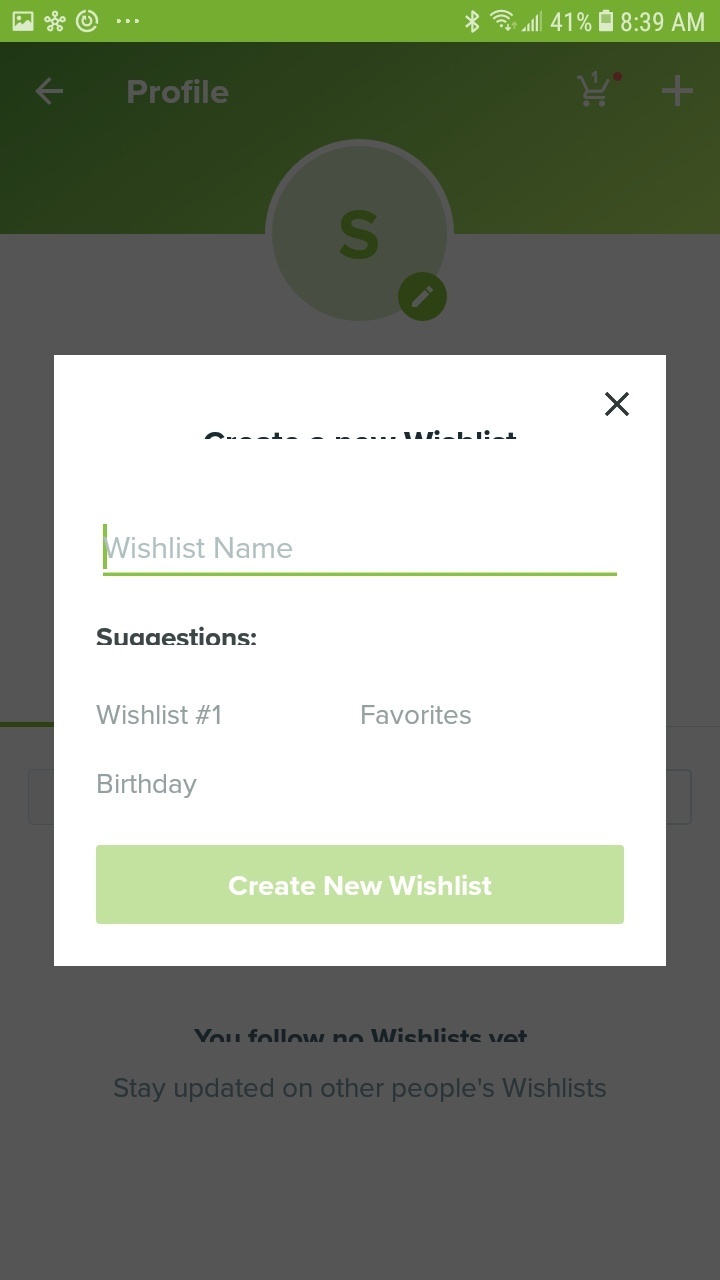 41% 8:39 AM
Profile
1
S
Create a new Wishlist
Wishlist Name
Suggestions:
Wishlist #1 Favorites
Birthday
Create New Wishlist
You follow no Wishlists yet
Stay updated on other people's Wishlists